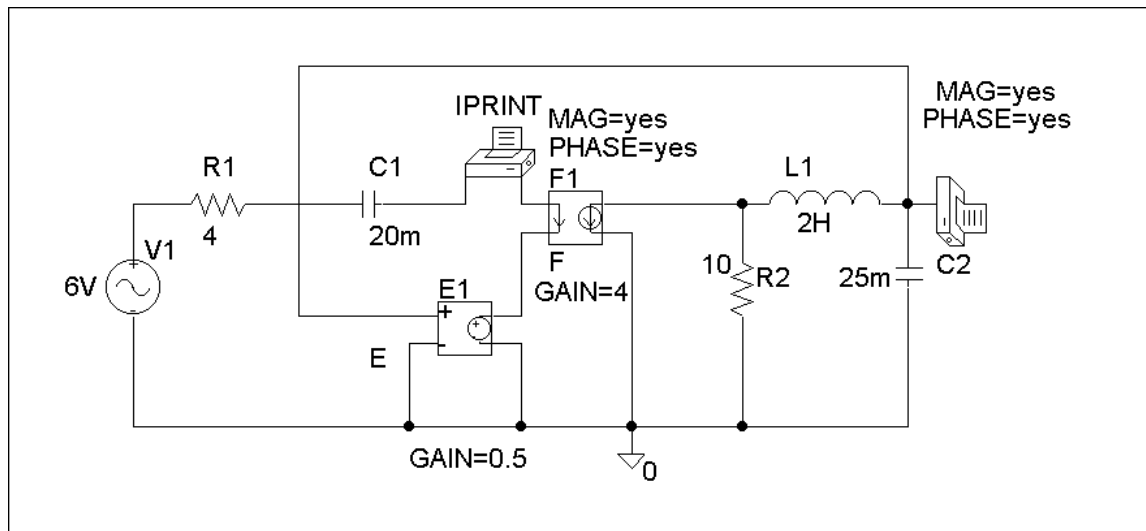 MAG=yes
PHASE=yes
IPRINT
MAG=yes
PHASE=yes
R1
C1
F1
L1
4
20m
2H
V1
6V
F
10
R2
25m
C2
E1
GAIN=4
+
-
E
GAIN=0.5
0